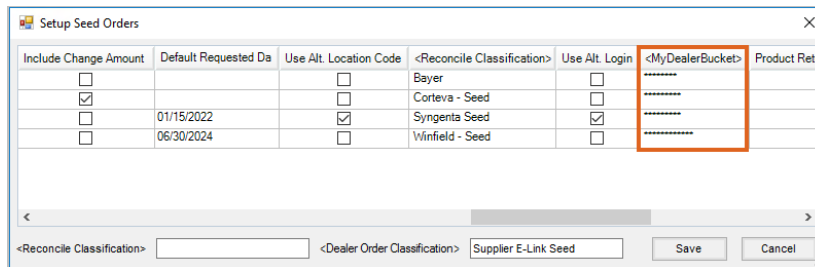 Setup Seed Orders
Include Change Amount Default Requested Da Use Alt. Location Code <Reconcile Classification> Use Alt. Login <MyDealerBucket> Product Ret
Bayer ********
Corteva - Seed *********
01/15/2022 Syngenta Seed *********
06/30/2024 Winfield - Seed ************
<Reconcile Classification> <Dealer Order Classification> Supplier E-Link Seed Save Cancel